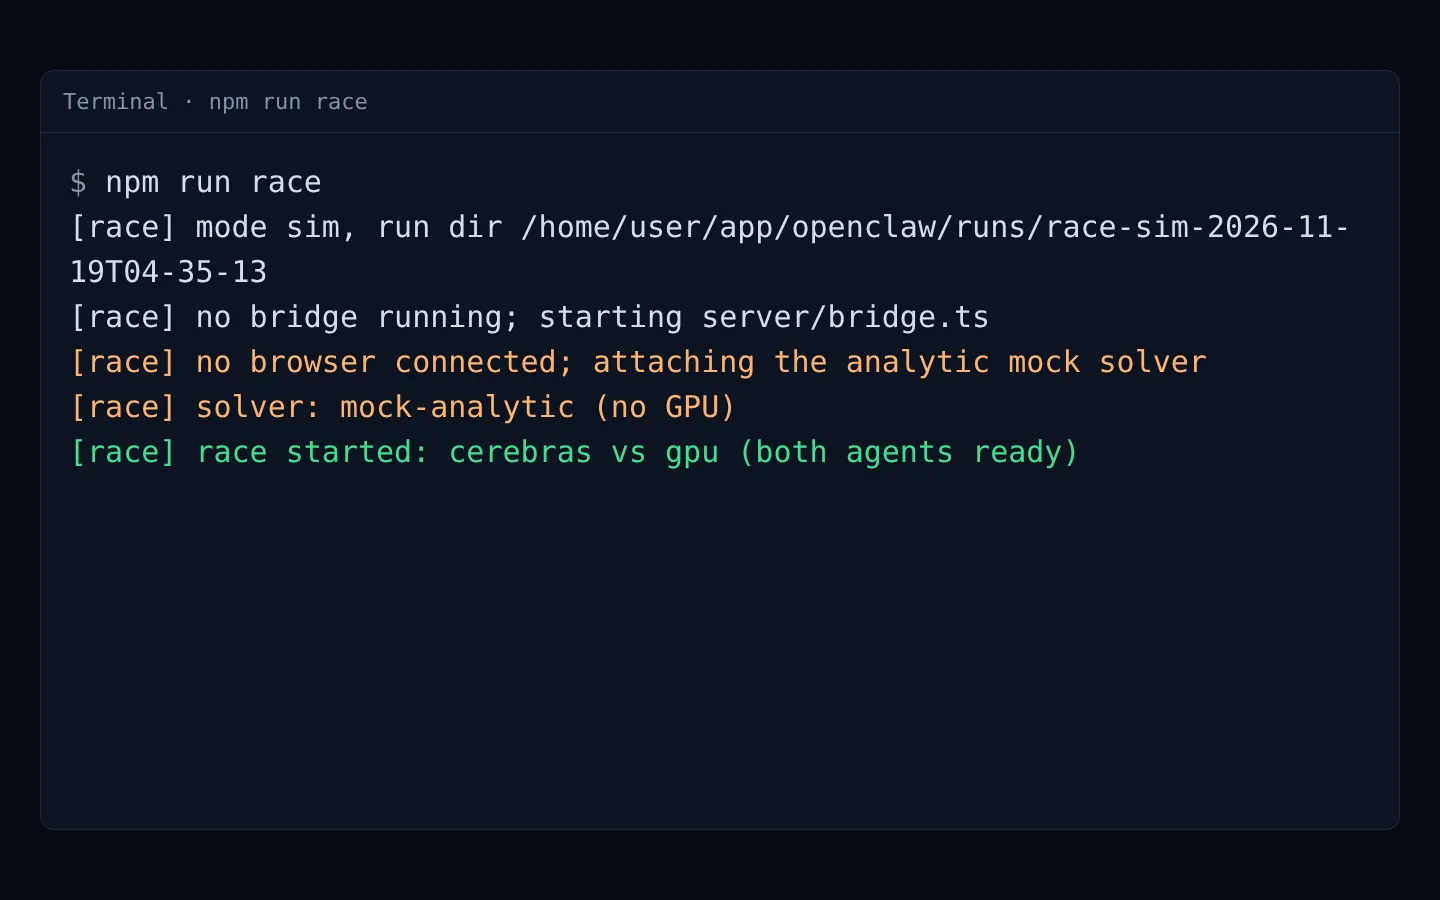 Terminal · npm run race
$ npm run race
[race] mode sim, run dir /home/user/app/openclaw/runs/race-sim-2026-11-
19T04-35-13
[race] no bridge running; starting server/bridge.ts
[race] no browser connected; attaching the analytic mock solver
[race] solver: mock-analytic (no GPU)
[race] race started: cerebras vs gpu (both agents ready)